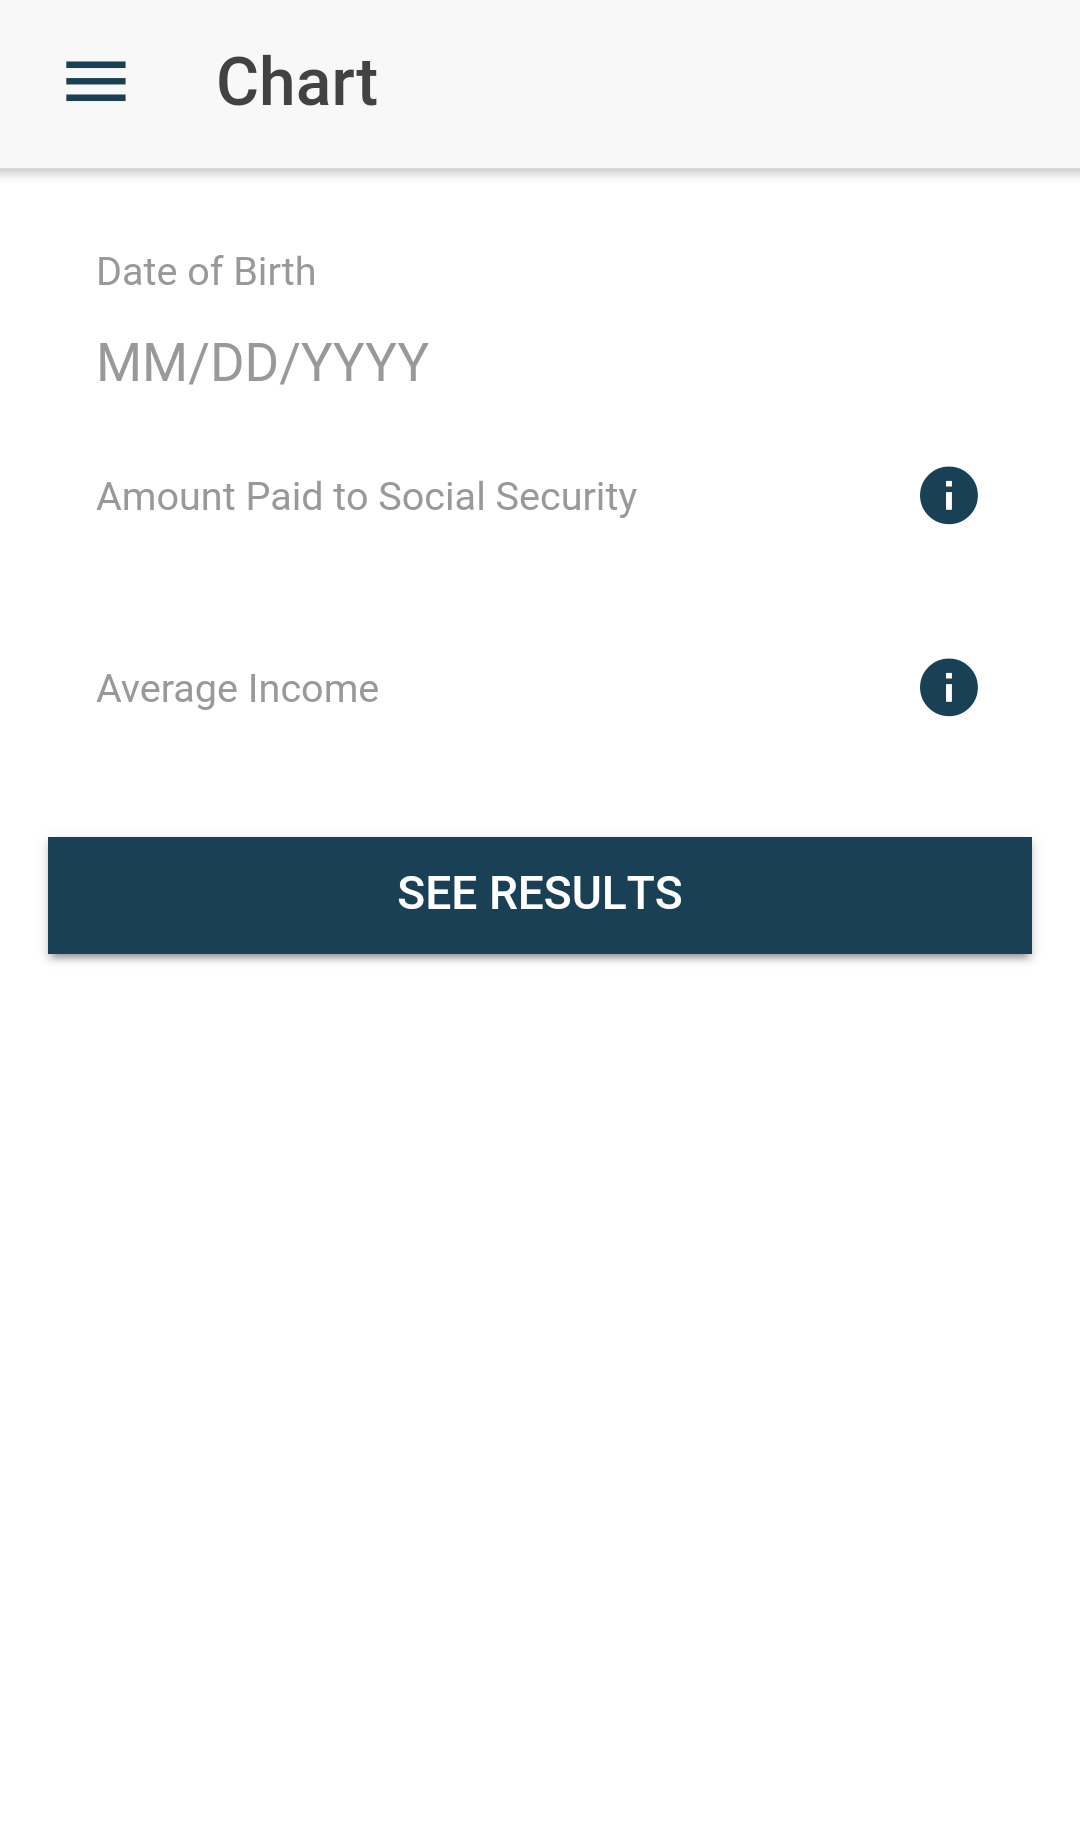 Chart
Date of Birth
MM/DD/YYYY
Amount Paid to Social Security
Average Income
SEE RESULTS